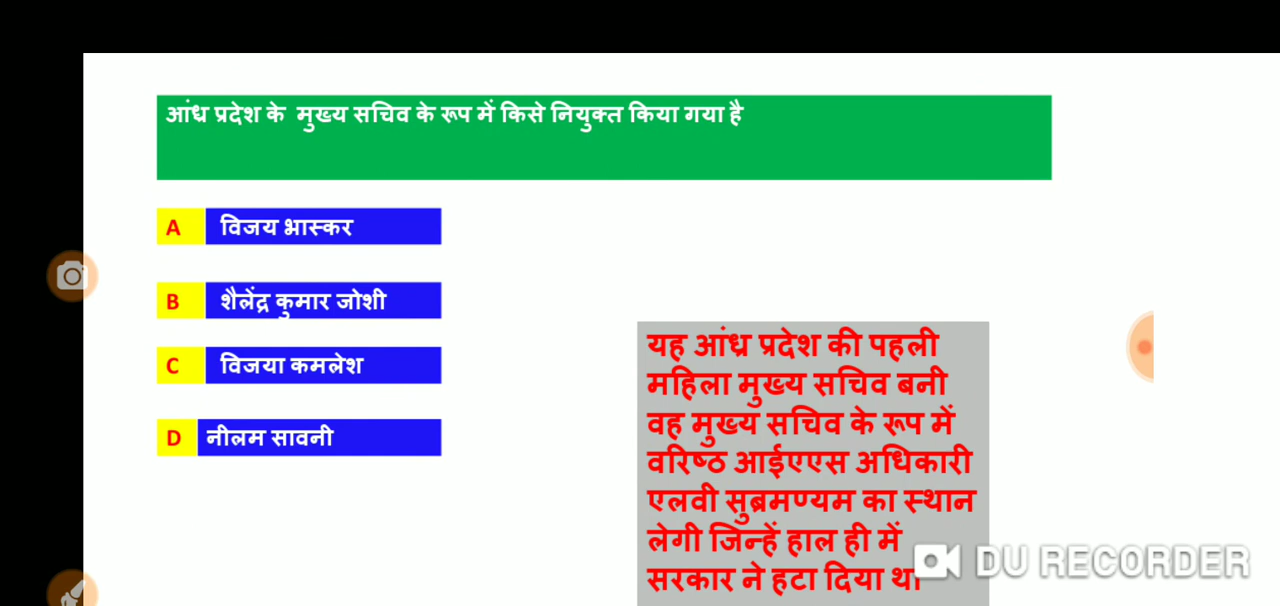 आंध्र प्रदेश के मुख्य सचिव के रूप में किसे नियुक्त किया गया है
A विजय भास्कर
B शैलेंद्र कुमार जोशी
C विजया कमलेश
D नीलम सावनी
यह आंध्र प्रदेश की पहली
महिला मुख्य सचिव बनी
वह मुख्य सचिव के रूप में
वरिष्ठ आईएएस अधिकारी
एलवी सुब्रमण्यम का स्थान
लेगी जिन्हें हाल ही में
सरकार ने हटा दिया था
DU RECORDER